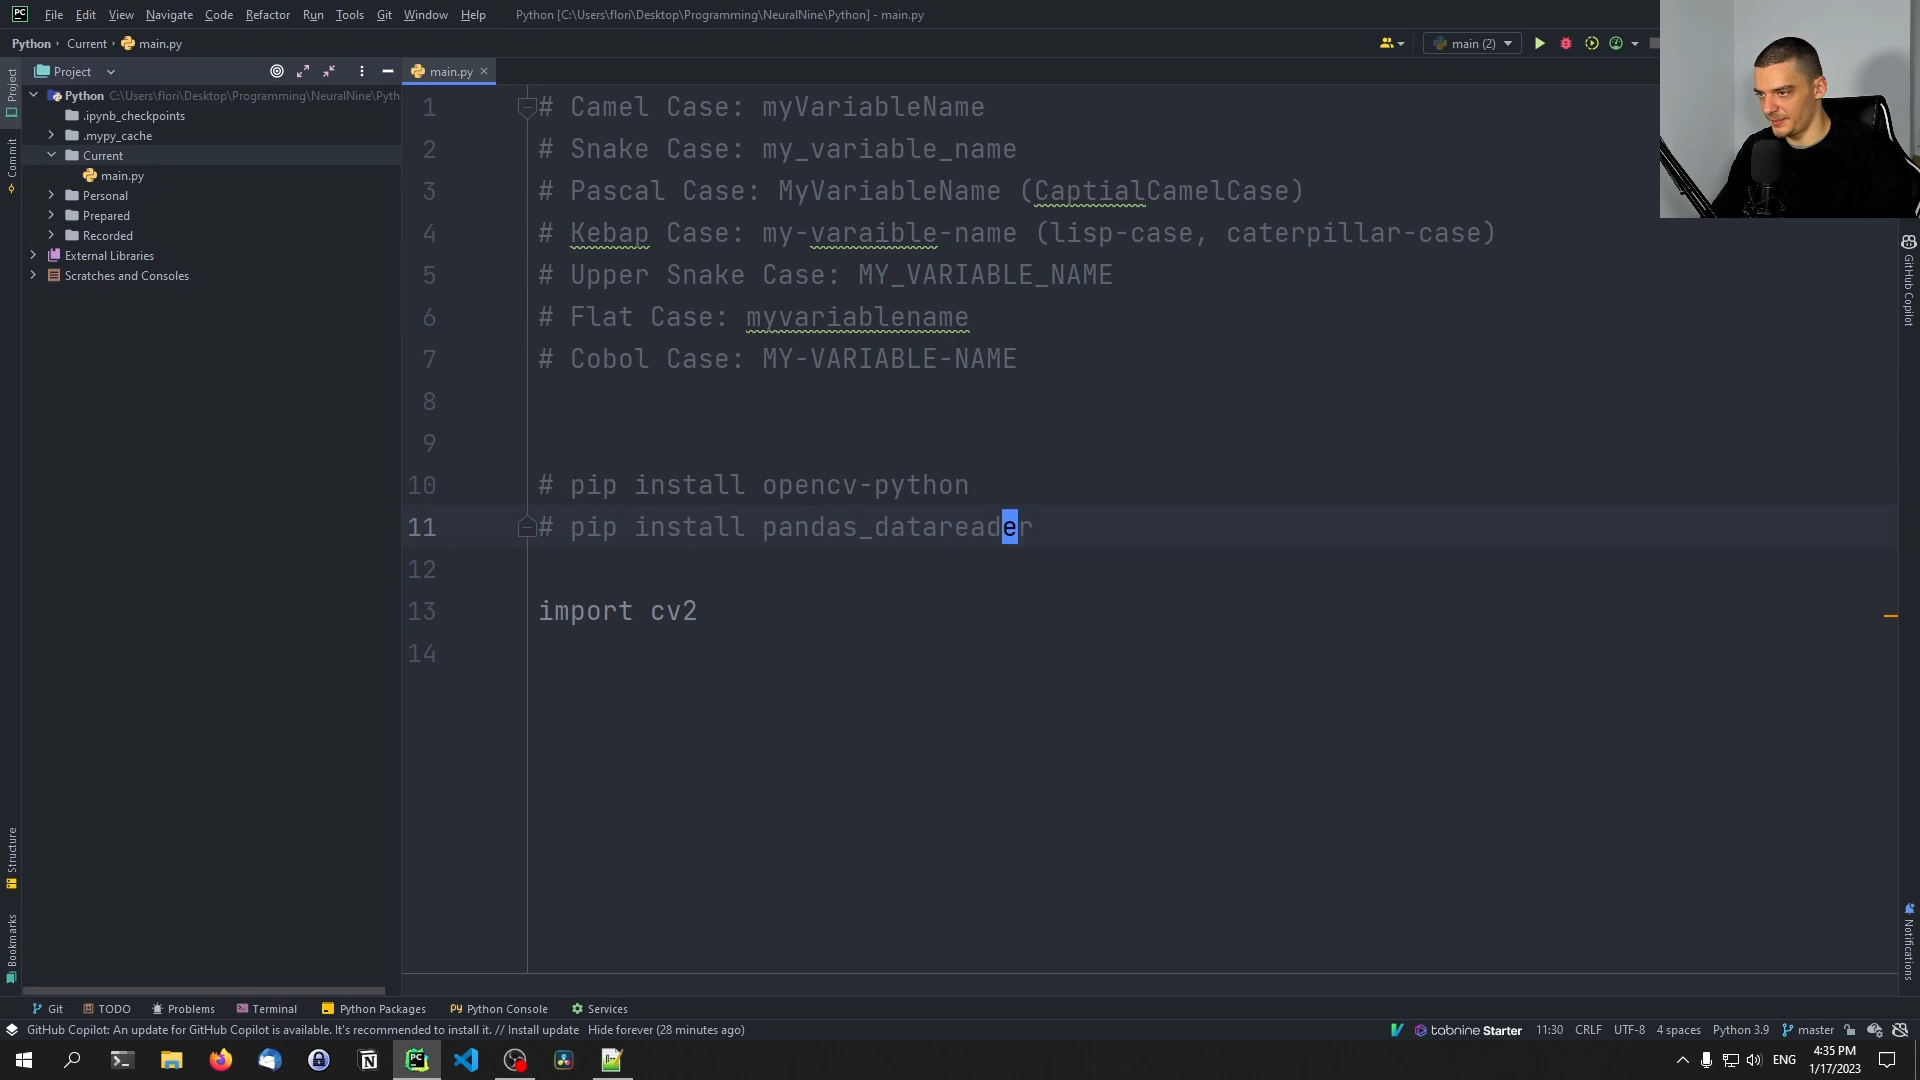 PC File Edit View Navigate Code Refactor Run Tools Git Window Help Python [C:\Users\flori\Desktop\Programming\NeuralNine\Python] - main.py
Python Current main.py main (2)
Project main.py
Python C:\Users\flori\Desktop\Programming\NeuralNine\Pyth
.ipynb_checkpoints
.mypy_cache
Current
main.py
Personal
Prepared
Recorded
External Libraries
Scratches and Consoles
Project
Commit
Structure
Bookmarks
1 # Camel Case: myVariableName
2 # Snake Case: my_variable_name
3 # Pascal Case: MyVariableName (CaptialCamelCase)
4 # Kebap Case: my-varaible-name (lisp-case, caterpillar-case)
5 # Upper Snake Case: MY_VARIABLE_NAME
6 # Flat Case: myvariablename
7 # Cobol Case: MY-VARIABLE-NAME
8
9
10 # pip install opencv-python
11 # pip install pandas_datareader
12
13 import cv2
14
GitHub Copilot
Notifications
Git TODO Problems Terminal Python Packages Python Console Services
GitHub Copilot: An update for GitHub Copilot is available. It's recommended to install it. // Install update Hide forever (28 minutes ago) tabnine Starter 11:30 CRLF UTF-8 4 spaces Python 3.9 master
ENG 4:35 PM
1/17/2023